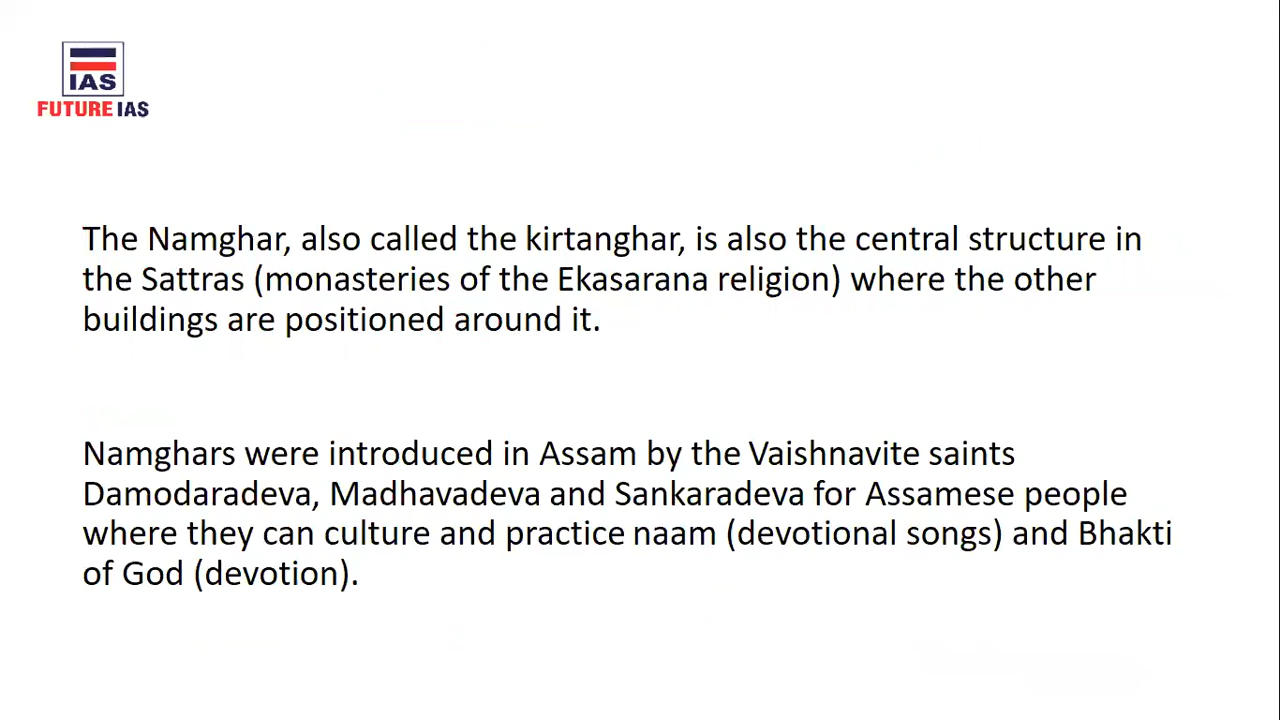 IAS
FUTURE IAS
The Namghar, also called the kirtanghar, is also the central structure in
the Sattras (monasteries of the Ekasarana religion) where the other
buildings are positioned around it.
Namghars were introduced in Assam by the Vaishnavite saints
Damodaradeva, Madhavadeva and Sankaradeva for Assamese people
where they can culture and practice naam (devotional songs) and Bhakti
of God (devotion).